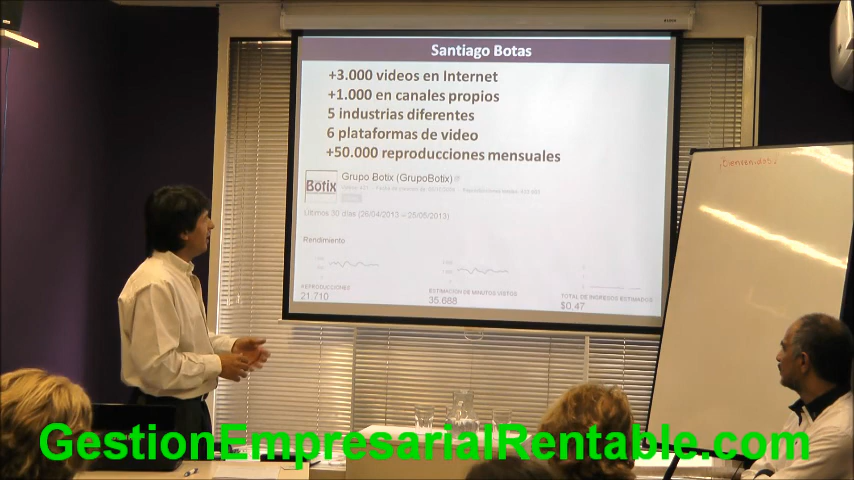 Santiago Botas
+3.000 videos en Internet
+1.000 en canales propios
5 industrias diferentes
6 plataformas de video
+50.000 reproducciones mensuales
Botix
Grupo Botix (GrupoBotix)
Últimos 30 días (26/04/2013 – 25/05/2013)
Rendimiento
REPRODUCCIONES
21.710
ESTIMACIÓN DE MINUTOS VISTOS
35.688
TOTAL DE INGRESOS ESTIMADOS
$0.47
¡Bienvenidos!
GestionEmpresarialRentable.com